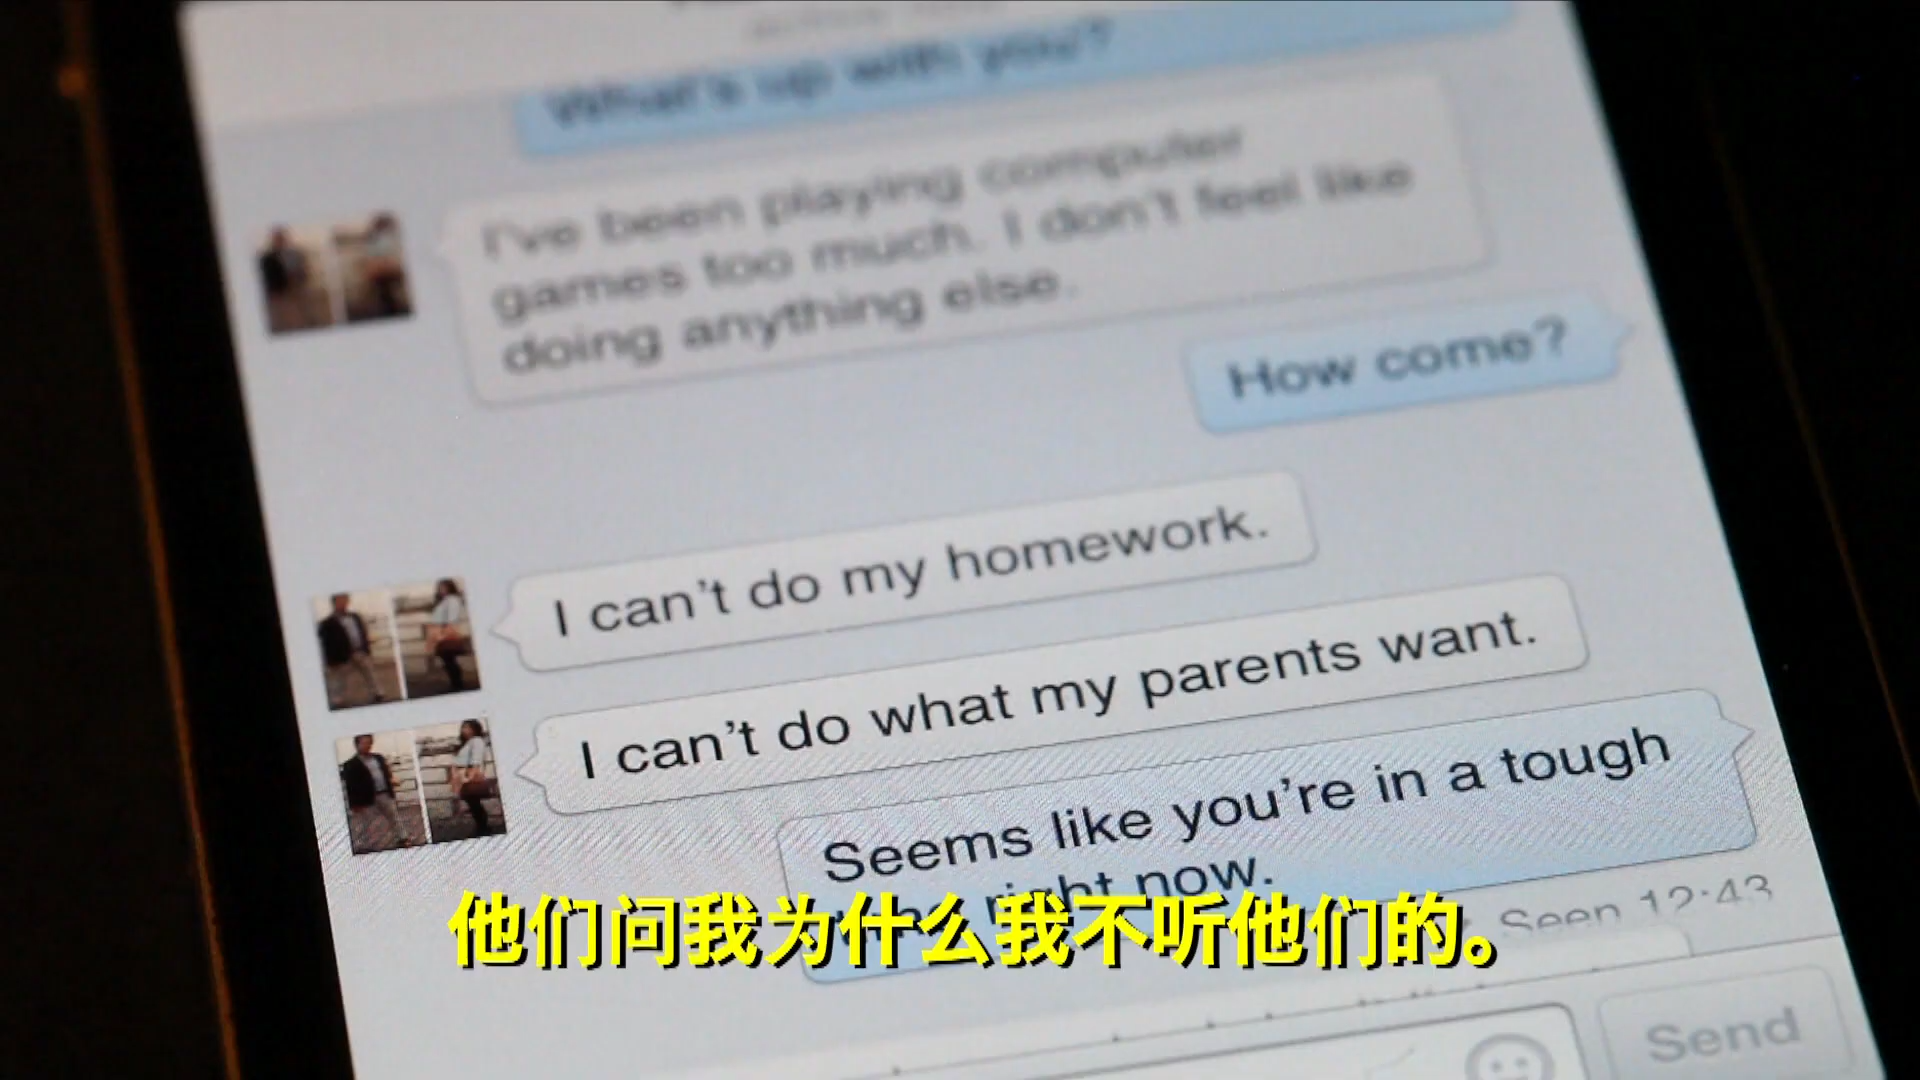 What's up with you?
I've been playing computer
games too much. I don't feel like
doing anything else.
How come?
I can't do my homework.
I can't do what my parents want.
Seems like you're in a tough
right now.
Seen 12:43
他们问我为什么我不听他们的。
Send